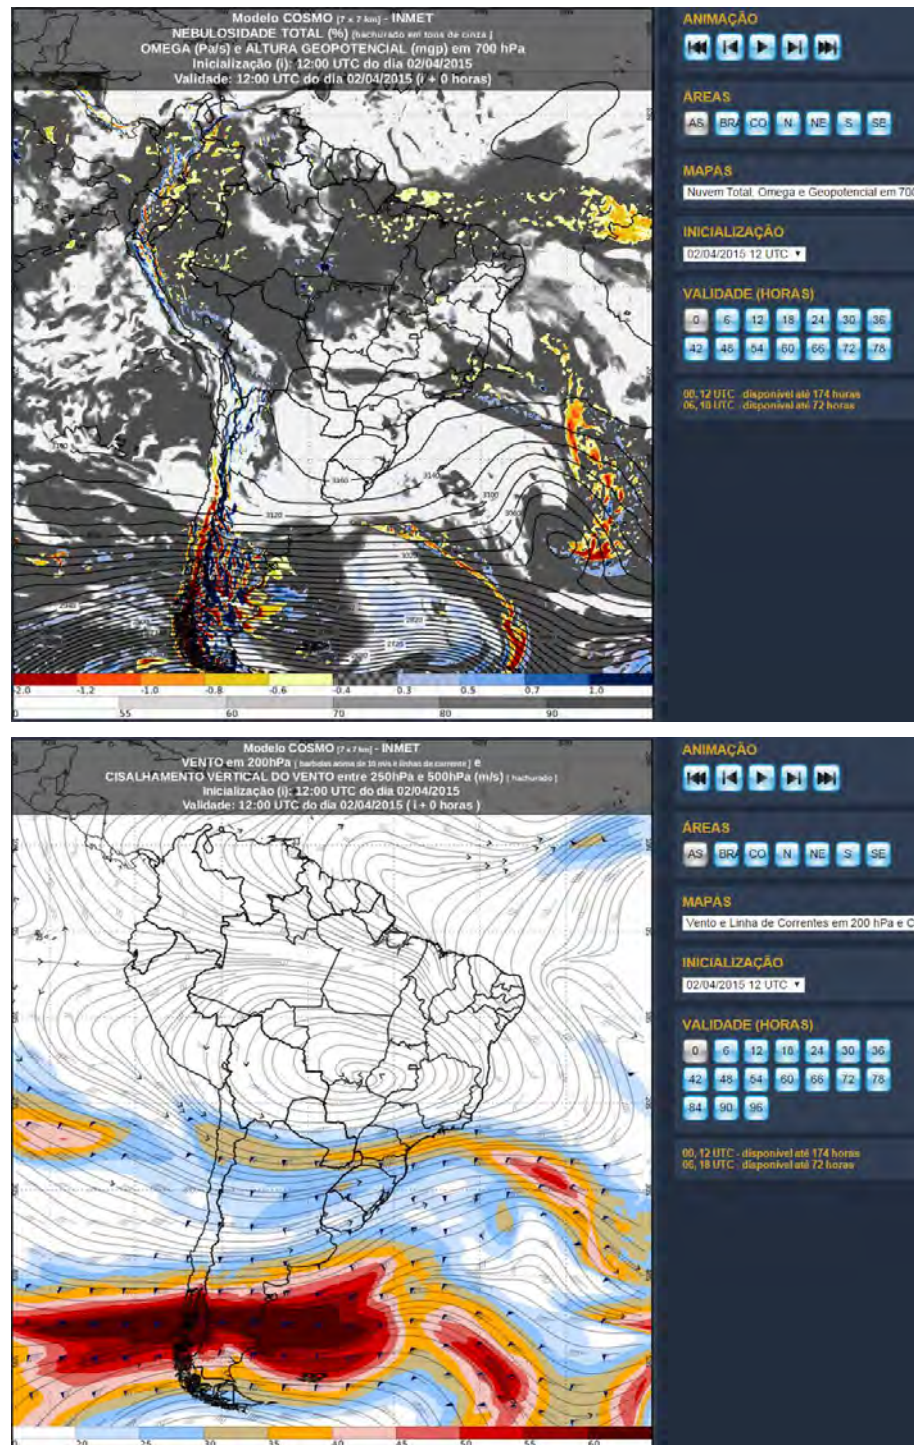 Modelo COSMO [7 x 7 km] - INMET
NEBULOSIDADE TOTAL (%) [hachurado em tons de cinza]
OMEGA (Pa/s) e ALTURA GEOPOTENCIAL (mgp) em 700 hPa
Inicialização (i): 12:00 UTC do dia 02/04/2015
Validade: 12:00 UTC do dia 02/04/2015 (i + 0 horas)
3160
3140
3120
3100
3060
-2.0 -1.2 -1.0 -0.8 -0.6 -0.4 0.3 0.5 0.7 1.0
0 55 60 70 80 90
ANIMAÇÃO
ÁREAS
AS BRA CO N NE S SE
MAPAS
Nuvem Total, Omega e Geopotencial em 700
INICIALIZAÇÃO
02/04/2015 12 UTC
VALIDADE (HORAS)
0 6 12 18 24 30 36
42 48 54 60 66 72 78
00, 12 UTC - disponível até 174 horas
06, 18 UTC - disponível até 72 horas
Modelo COSMO [7 x 7 km] - INMET
VENTO em 200hPa [ barbelas acima de 10 m/s e linhas de corrente ] e
CISALHAMENTO VERTICAL DO VENTO entre 250hPa e 500hPa (m/s) [ hachurado ]
Inicialização (i): 12:00 UTC do dia 02/04/2015
Validade: 12:00 UTC do dia 02/04/2015 ( i + 0 horas )
20 25 30 35 40 45 50 55 60
ANIMAÇÃO
ÁREAS
AS BRA CO N NE S SE
MAPAS
Vento e Linha de Correntes em 200 hPa e C
INICIALIZAÇÃO
02/04/2015 12 UTC
VALIDADE (HORAS)
0 6 12 18 24 30 36
42 48 54 60 66 72 78
84 90 96
00, 12 UTC - disponível até 174 horas
06, 18 UTC - disponível até 72 horas